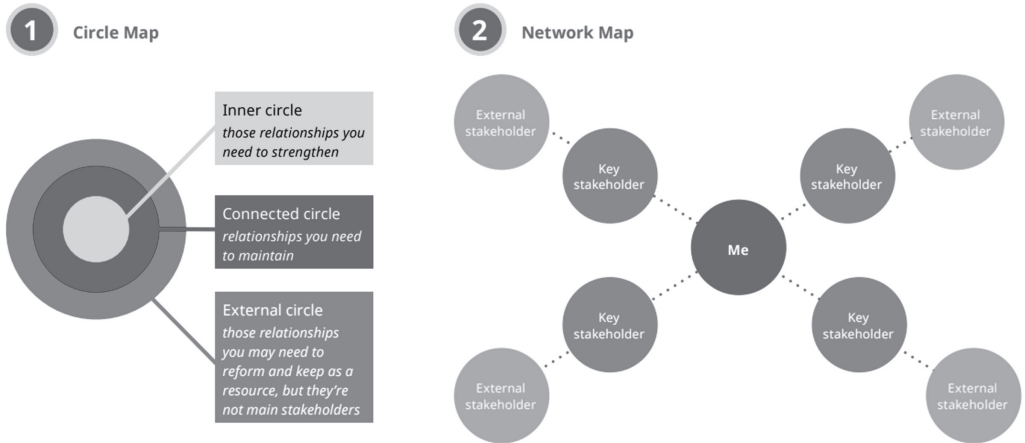 1
Circle Map
Inner circle
those relationships you
need to strengthen
Connected circle
relationships you need
to maintain
External circle
those relationships
you may need to
reform and keep as a
resource, but they’re
not main stakeholders
2
Network Map
External
stakeholder
Key
stakeholder
External
stakeholder
Key
stakeholder
Me
Key
stakeholder
External
stakeholder
Key
stakeholder
External
stakeholder